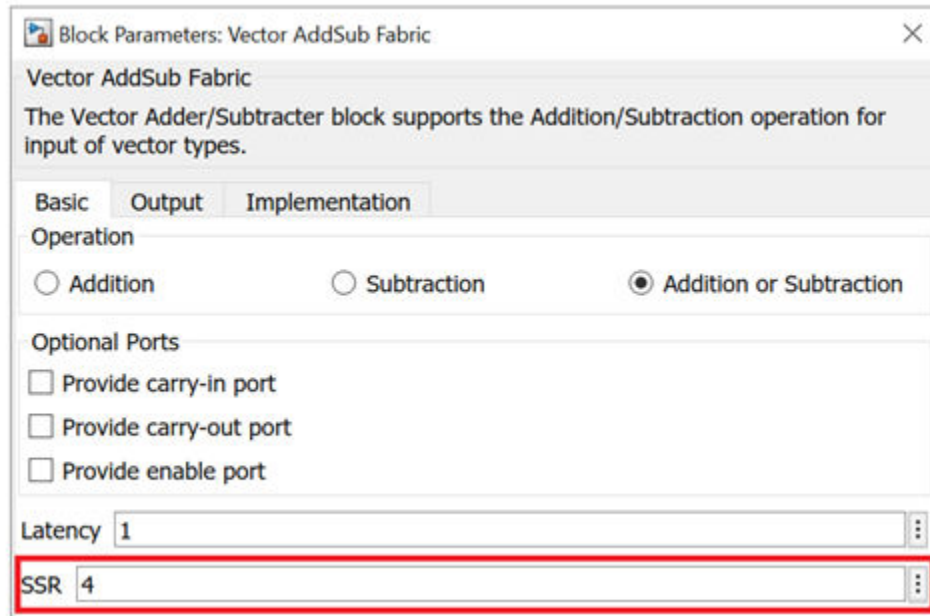 Block Parameters: Vector AddSub Fabric
Vector AddSub Fabric
The Vector Adder/Subtracter block supports the Addition/Subtraction operation for
input of vector types.
Basic Output Implementation
Operation
Addition Subtraction Addition or Subtraction
Optional Ports
Provide carry-in port
Provide carry-out port
Provide enable port
Latency 1
SSR 4